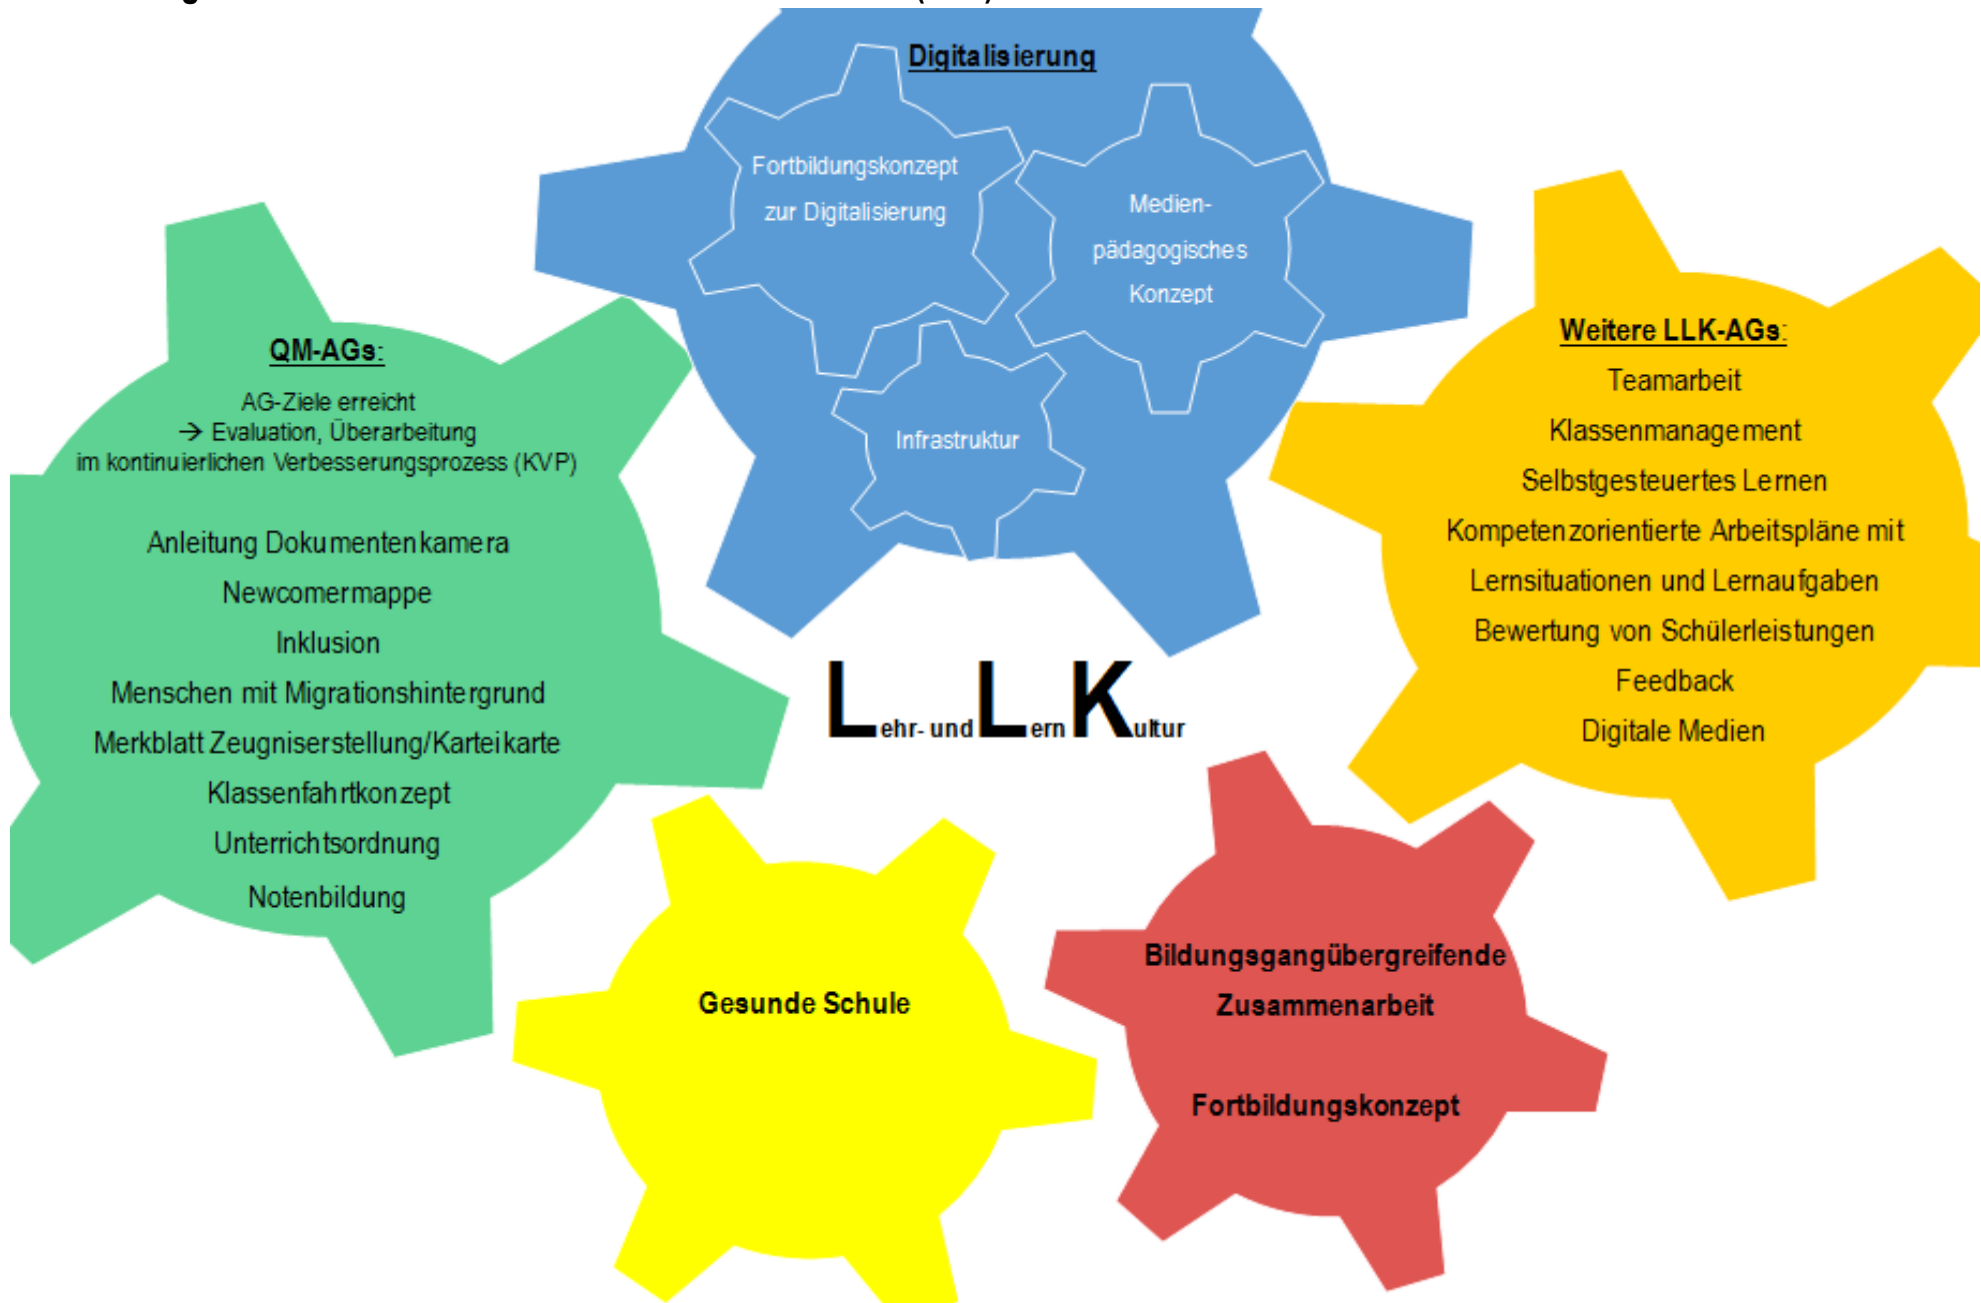 Digitalisierung
Fortbildungskonzept
zur Digitalisierung
Medien-
pädagogisches
Konzept
Infrastruktur
QM-AGs:
AG-Ziele erreicht
→ Evaluation, Überarbeitung
im kontinuierlichen Verbesserungsprozess (KVP)
Anleitung Dokumentenkamera
Newcomermappe
Inklusion
Menschen mit Migrationshintergrund
Merkblatt Zeugniserstellung/Karteikarte
Klassenfahrtkonzept
Unterrichtsordnung
Notenbildung
Weitere LLK-AGs:
Teamarbeit
Klassenmanagement
Selbstgesteuertes Lernen
Kompetenzorientierte Arbeitspläne mit
Lernsituationen und Lernaufgaben
Bewertung von Schülerleistungen
Feedback
Digitale Medien
Lehr- und Lern Kultur
Gesunde Schule
Bildungsgangübergreifende
Zusammenarbeit
Fortbildungskonzept